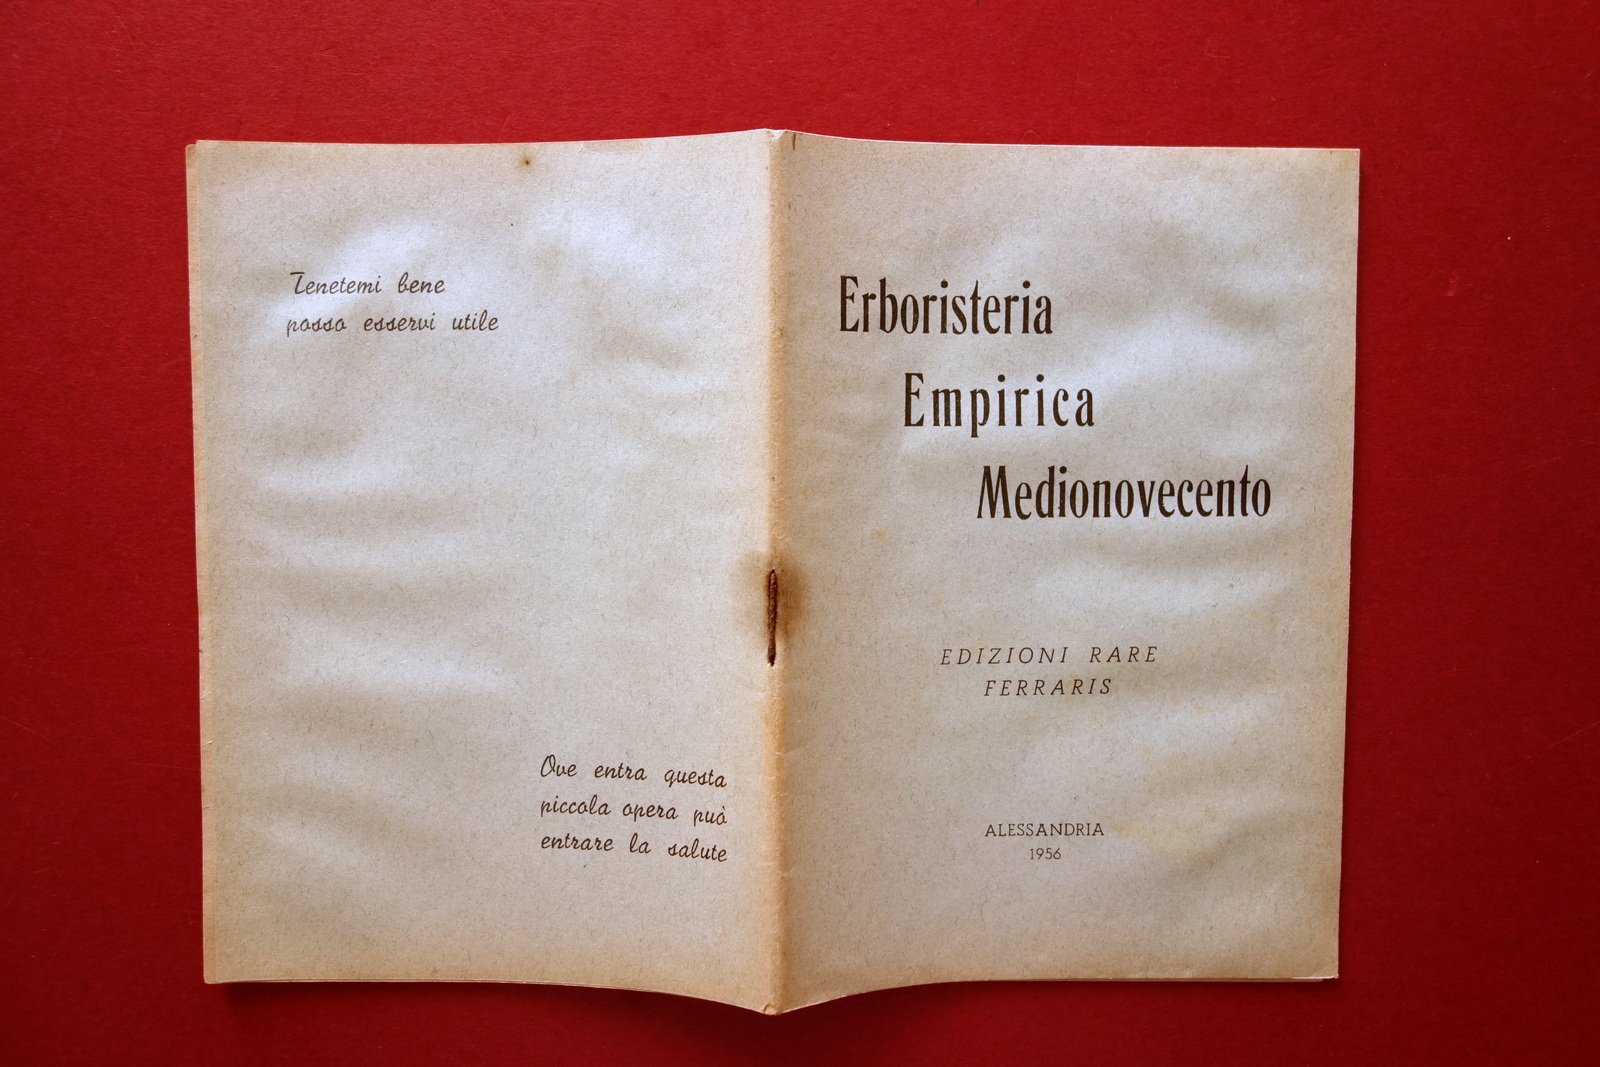 Tenetemi bene
posso esservi utile
Ove entra questa
piccola opera può
entrare la salute
Erboristeria
Empirica
Medionovecento
EDIZIONI RARE
FERRARIS
ALESSANDRIA
1956